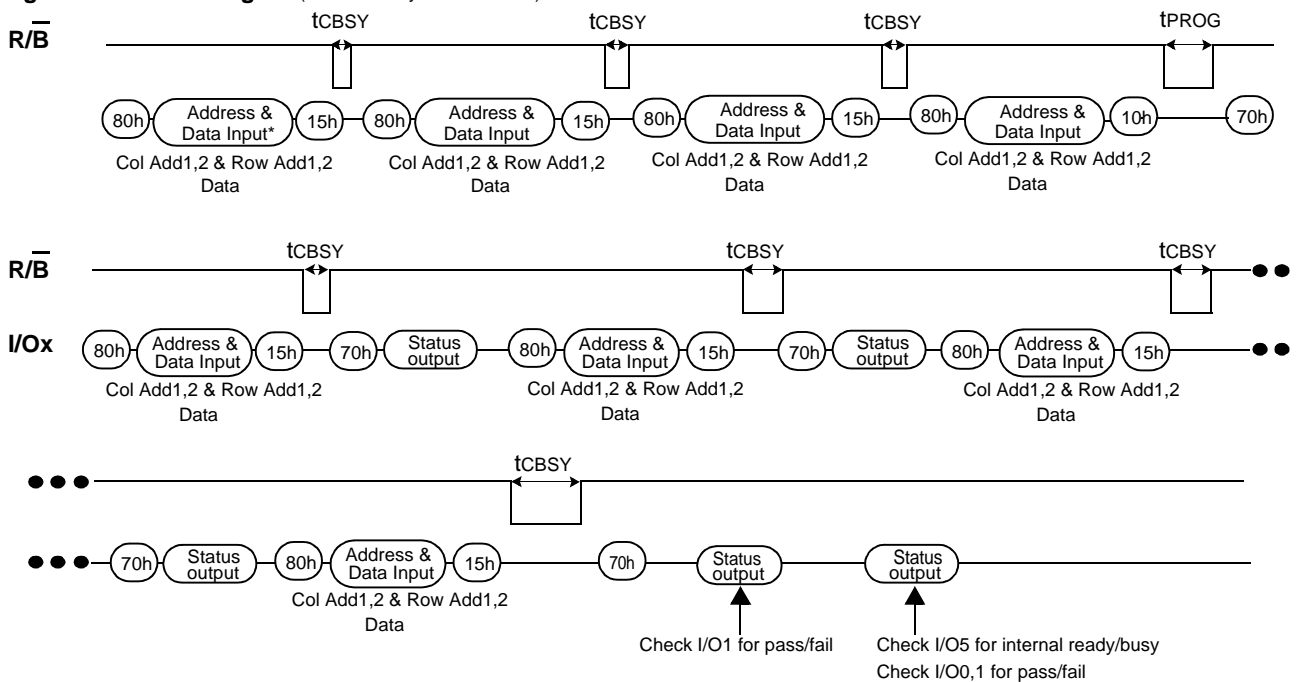 tCBSY tCBSY tCBSY tPROG
R/B
80h Address & Data Input* 15h 80h Address & Data Input 15h 80h Address & Data Input 15h 80h Address & Data Input 10h 70h
Col Add1,2 & Row Add1,2 Col Add1,2 & Row Add1,2 Col Add1,2 & Row Add1,2 Col Add1,2 & Row Add1,2
Data Data Data Data
tCBSY tCBSY tCBSY
R/B
I/Ox 80h Address & Data Input 15h 70h Status output 80h Address & Data Input 15h 70h Status output 80h Address & Data Input 15h
Col Add1,2 & Row Add1,2 Col Add1,2 & Row Add1,2 Col Add1,2 & Row Add1,2
Data Data Data
tCBSY
70h Status output 80h Address & Data Input 15h 70h Status output Status output
Col Add1,2 & Row Add1,2
Data
Check I/O1 for pass/fail Check I/O5 for internal ready/busy
Check I/O0,1 for pass/fail